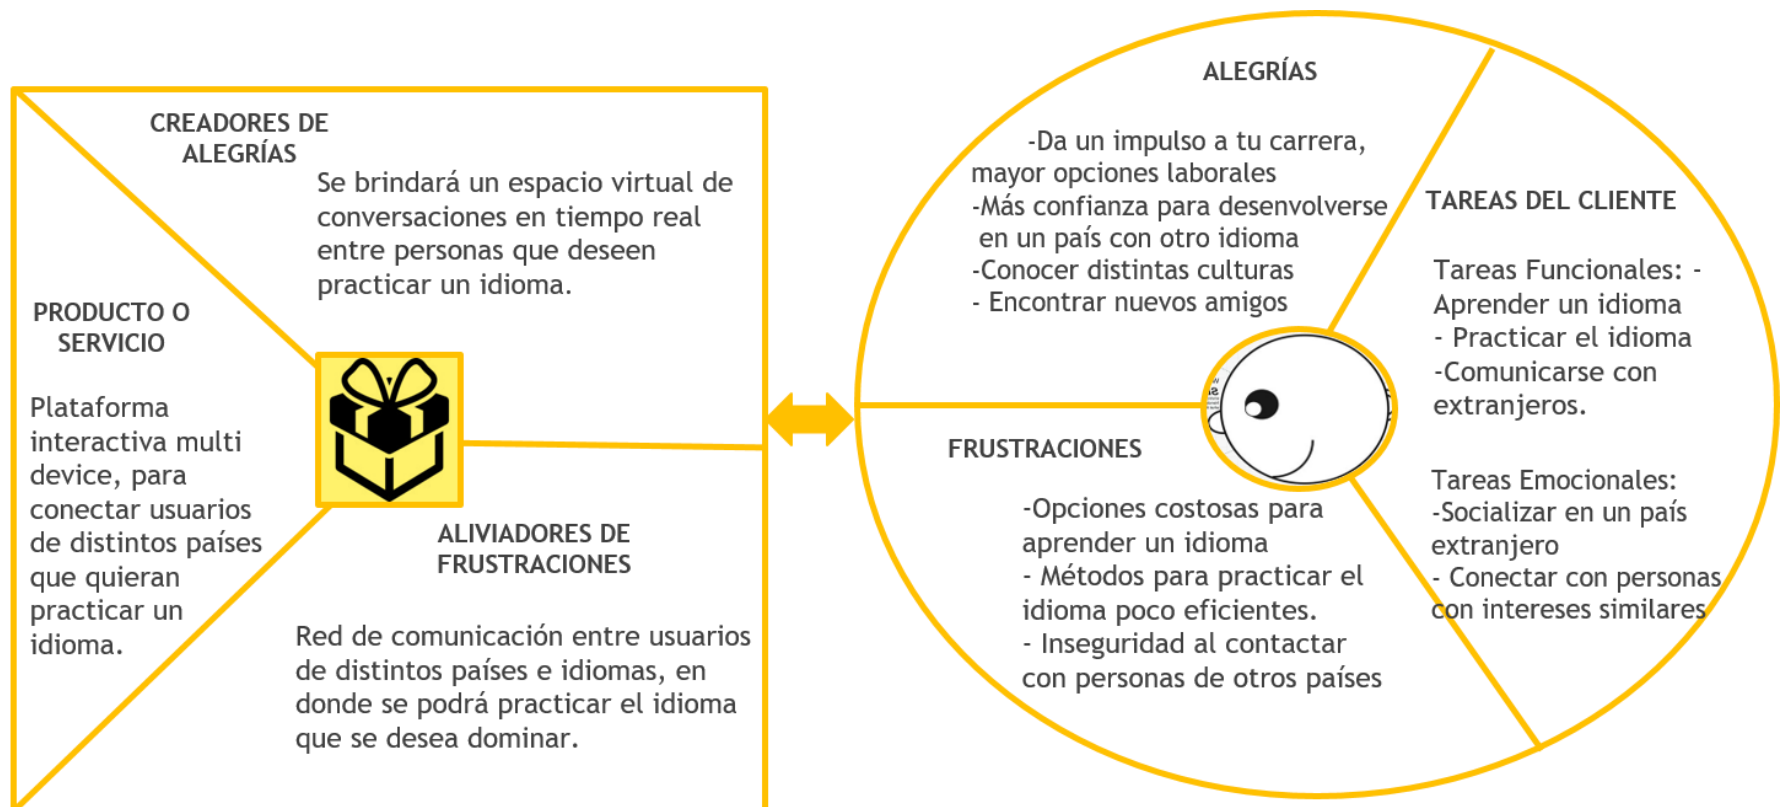 CREADORES DE
ALEGRÍAS
Se brindará un espacio virtual de
conversaciones en tiempo real
entre personas que deseen
practicar un idioma.
PRODUCTO O
SERVICIO
Plataforma
interactiva multi
device, para
conectar usuarios
de distintos países
que quieran
practicar un
idioma.
ALIVIADORES DE
FRUSTRACIONES
Red de comunicación entre usuarios
de distintos países e idiomas, en
donde se podrá practicar el idioma
que se desea dominar.
ALEGRÍAS
-Da un impulso a tu carrera,
mayor opciones laborales
-Más confianza para desenvolverse
en un país con otro idioma
-Conocer distintas culturas
- Encontrar nuevos amigos
FRUSTRACIONES
-Opciones costosas para
aprender un idioma
- Métodos para practicar el
idioma poco eficientes.
- Inseguridad al contactar
con personas de otros países
TAREAS DEL CLIENTE
Tareas Funcionales: -
Aprender un idioma
- Practicar el idioma
-Comunicarse con
extranjeros.
Tareas Emocionales:
-Socializar en un país
extranjero
- Conectar con personas
con intereses similares